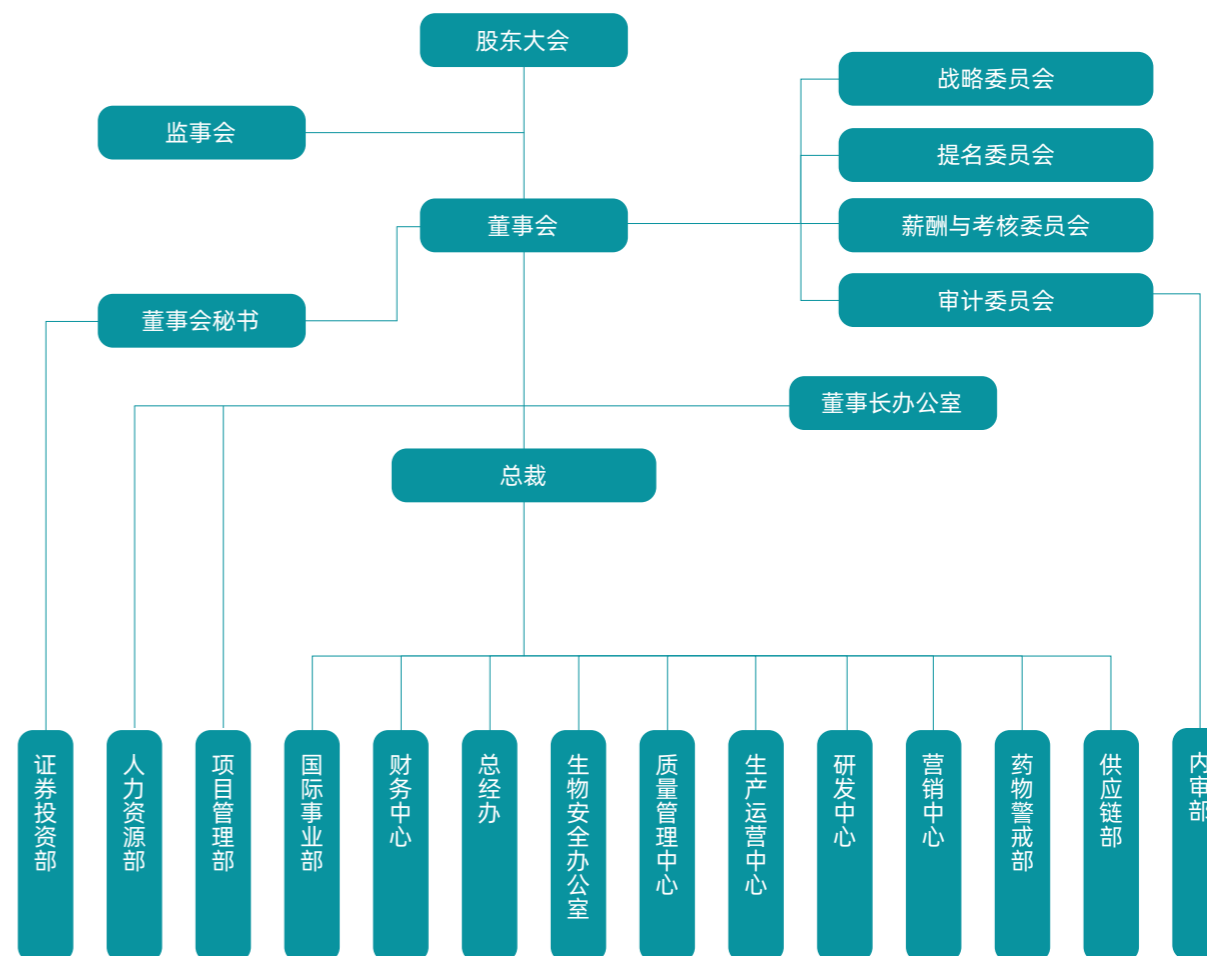 股东大会
战略委员会
监事会
提名委员会
董事会
薪酬与考核委员会
董事会秘书
审计委员会
董事长办公室
总裁
证券投资部
人力资源部
项目管理部
国际事业部
财务中心
总经办
生物安全办公室
质量管理中心
生产运营中心
研发中心
营销中心
药物警戒部
供应链部
内审部